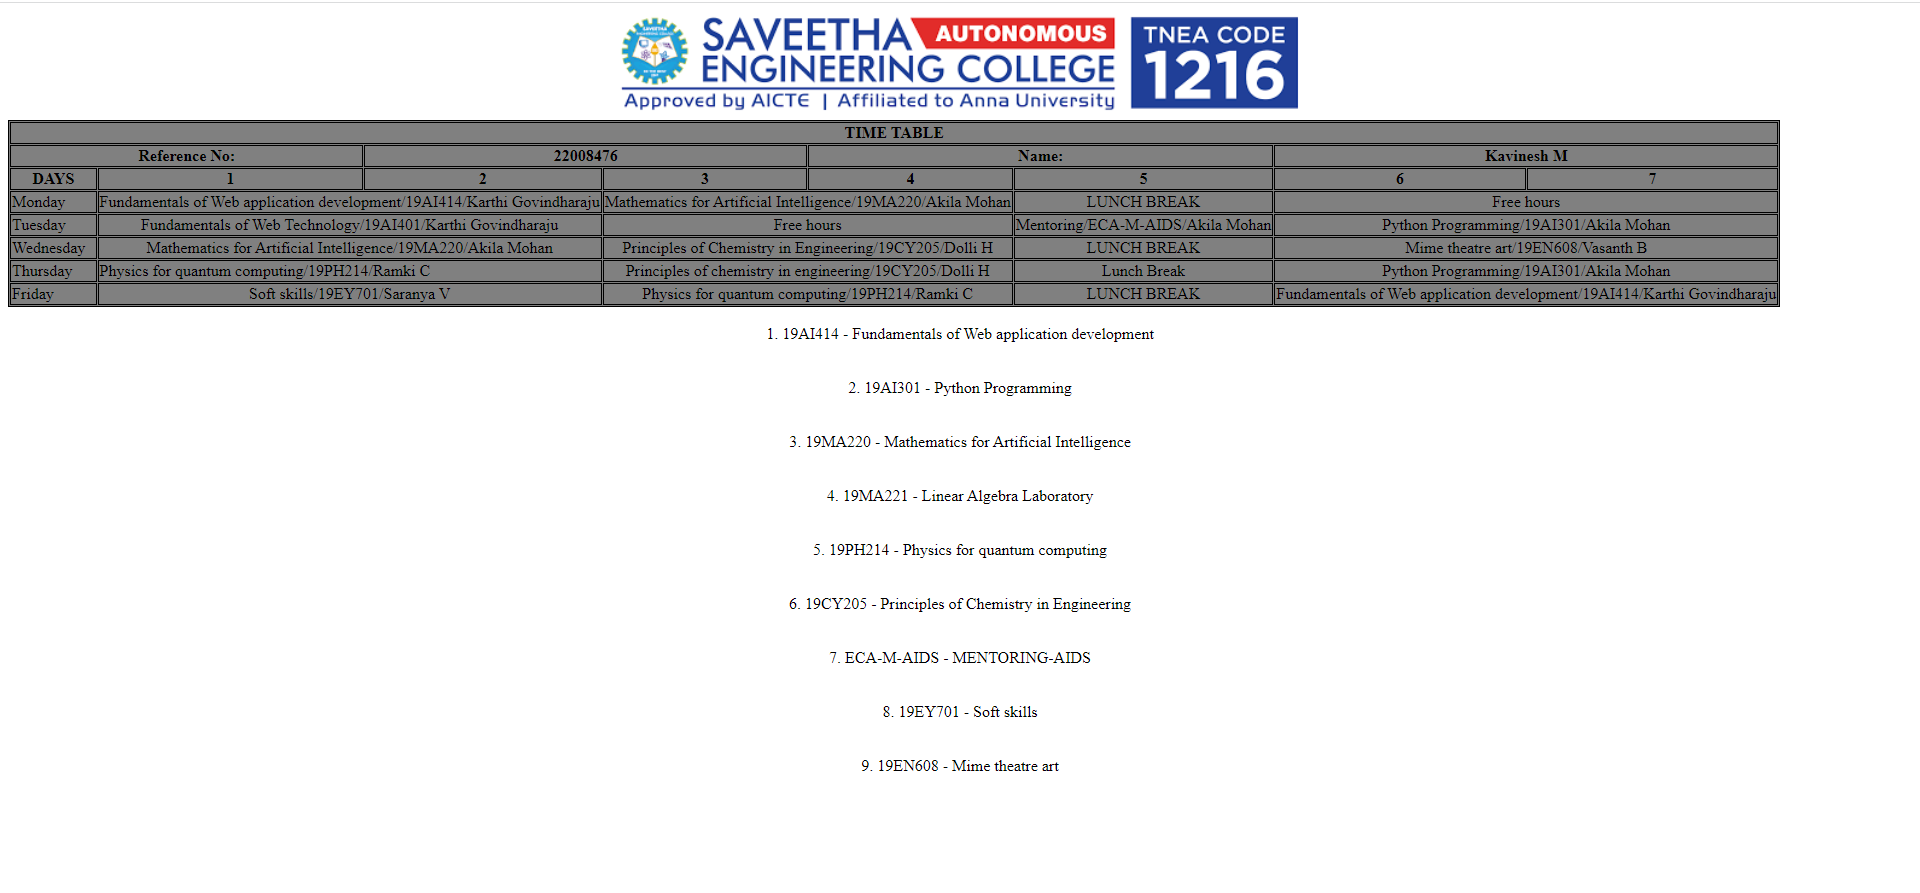 SAVEETHA AUTONOMOUS
ENGINEERING COLLEGE
Approved by AICTE | Affiliated to Anna University
TNEA CODE
1216
TIME TABLE
Reference No: 22008476 Name: Kavinesh M
DAYS 1 2 3 4 5 6 7
Monday Fundamentals of Web application development/19AI414/Karthi Govindharaju Mathematics for Artificial Intelligence/19MA220/Akila Mohan LUNCH BREAK Free hours
Tuesday Fundamentals of Web Technology/19AI401/Karthi Govindharaju Free hours Mentoring/ECA-M-AIDS/Akila Mohan Python Programming/19AI301/Akila Mohan
Wednesday Mathematics for Artificial Intelligence/19MA220/Akila Mohan Principles of Chemistry in Engineering/19CY205/Dolli H LUNCH BREAK Mime theatre art/19EN608/Vasanth B
Thursday Physics for quantum computing/19PH214/Ramki C Principles of chemistry in engineering/19CY205/Dolli H Lunch Break Python Programming/19AI301/Akila Mohan
Friday Soft skills/19EY701/Saranya V Physics for quantum computing/19PH214/Ramki C LUNCH BREAK Fundamentals of Web application development/19AI414/Karthi Govindharaju
1. 19AI414 - Fundamentals of Web application development
2. 19AI301 - Python Programming
3. 19MA220 - Mathematics for Artificial Intelligence
4. 19MA221 - Linear Algebra Laboratory
5. 19PH214 - Physics for quantum computing
6. 19CY205 - Principles of Chemistry in Engineering
7. ECA-M-AIDS - MENTORING-AIDS
8. 19EY701 - Soft skills
9. 19EN608 - Mime theatre art